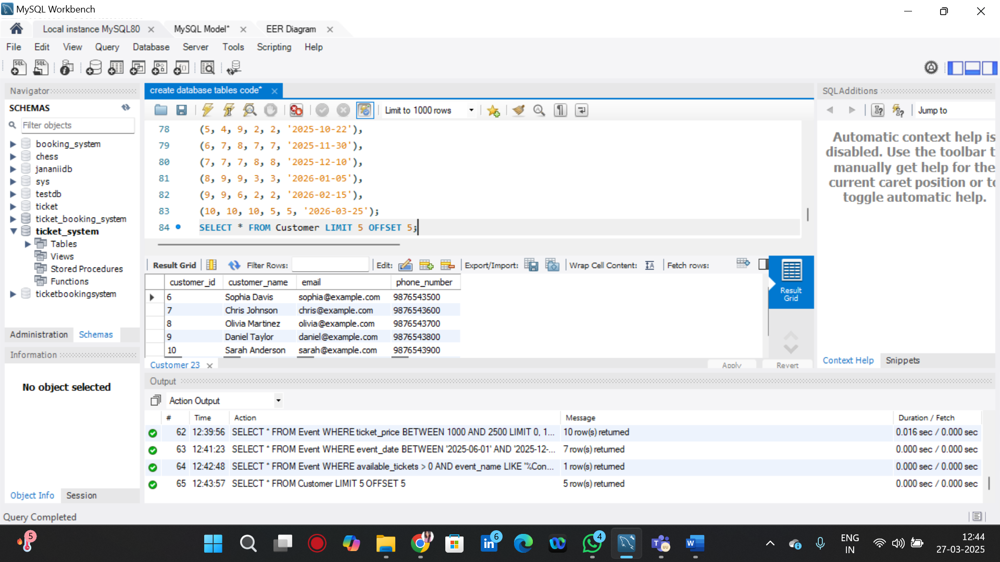 MySQL Workbench
Local instance MySQL80
MySQL Model*
EER Diagram
File Edit View Query Database Server Tools Scripting Help
Navigator
SCHEMAS
Filter objects
booking_system
chess
jananiidb
sys
testdb
ticket
ticket_booking_system
ticket_system
Tables
Views
Stored Procedures
Functions
ticketbookingsystem
Administration Schemas
Information
No object selected
Object Info Session
create database tables code*
Limit to 1000 rows
78 (5, 4, 9, 2, 2, '2025-10-22'),
79 (6, 7, 8, 7, 7, '2025-11-30'),
80 (7, 7, 7, 8, 8, '2025-12-10'),
81 (8, 9, 9, 3, 3, '2026-01-05'),
82 (9, 9, 6, 2, 2, '2026-02-15'),
83 (10, 10, 10, 5, 5, '2026-03-25');
84 SELECT * FROM Customer LIMIT 5 OFFSET 5;
Result Grid Filter Rows: Edit: Export/Import: Wrap Cell Content: Fetch rows:
customer_id customer_name email phone_number
6 Sophia Davis sophia@example.com 9876543500
7 Chris Johnson chris@example.com 9876543600
8 Olivia Martinez olivia@example.com 9876543700
9 Daniel Taylor daniel@example.com 9876543800
10 Sarah Anderson sarah@example.com 9876543900
Result
Grid
Customer 23
Apply Revert
SQLAdditions
Jump to
Automatic context help is
disabled. Use the toolbar t
manually get help for the
current caret position or to
toggle automatic help.
Context Help Snippets
Output
Action Output
# Time Action Message Duration / Fetch
62 12:39:56 SELECT * FROM Event WHERE ticket_price BETWEEN 1000 AND 2500 LIMIT 0, 1... 10 row(s) returned 0.016 sec / 0.000 sec
63 12:41:23 SELECT * FROM Event WHERE event_date BETWEEN '2025-06-01' AND '2025-12-... 7 row(s) returned 0.000 sec / 0.000 sec
64 12:42:48 SELECT * FROM Event WHERE available_tickets > 0 AND event_name LIKE '%Con... 1 row(s) returned 0.000 sec / 0.000 sec
65 12:43:57 SELECT * FROM Customer LIMIT 5 OFFSET 5 5 row(s) returned 0.000 sec / 0.000 sec
Query Completed
5
6
4
ENG
IN
12:44
27-03-2025